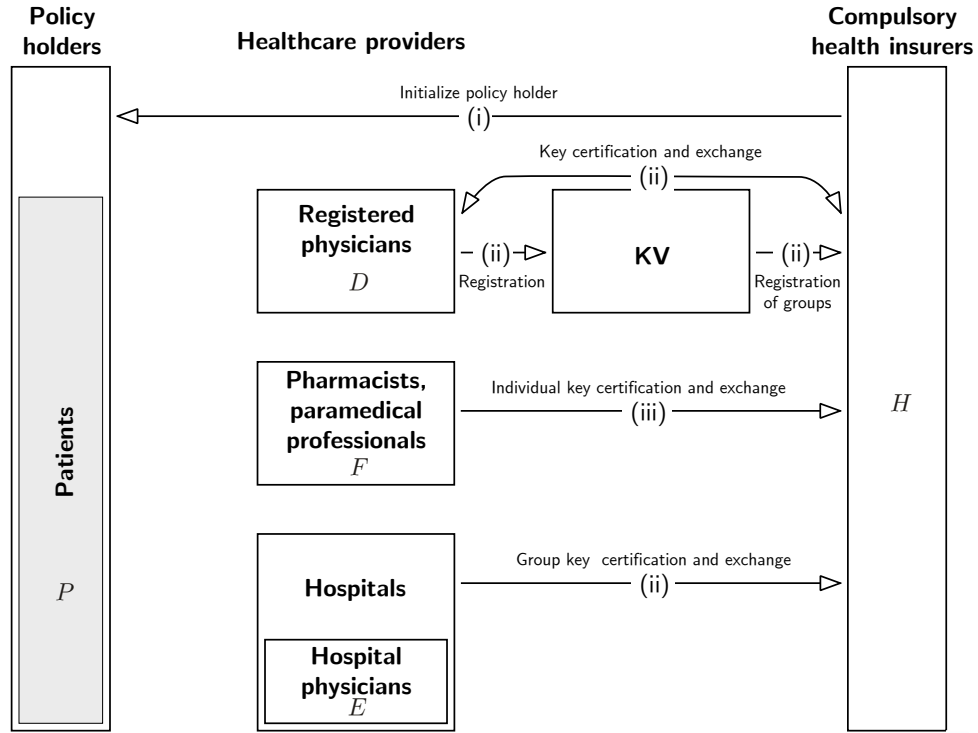 Policy
holders
Healthcare providers
Compulsory
health insurers
Initialize policy holder
(i)
Key certification and exchange
(ii)
Registered
physicians
D
(ii)
Registration
KV
(ii)
Registration
of groups
Pharmacists,
paramedical
professionals
F
Individual key certification and exchange
(iii)
H
Patients
P
Hospitals
Group key certification and exchange
(ii)
Hospital
physicians
E